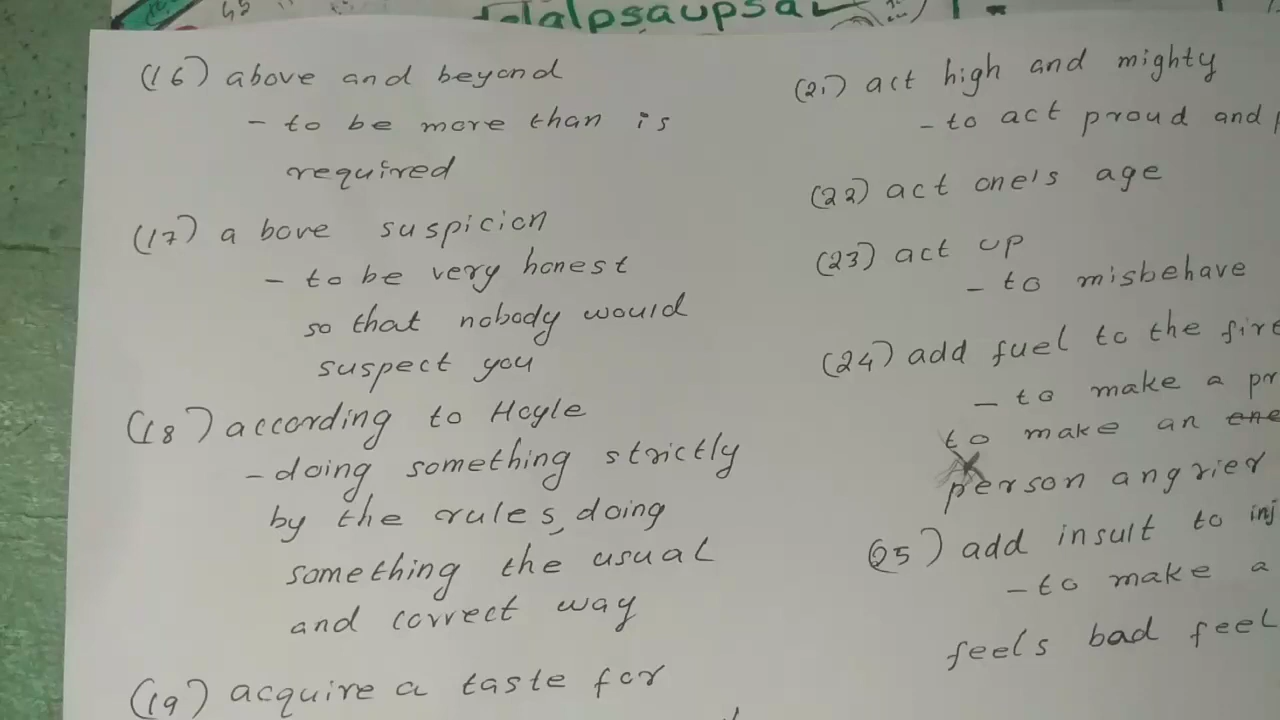 (16) above and beyond
- to be more than is
required
(17) above suspicion
- to be very honest
so that nobody would
suspect you
(18) according to Hoyle
- doing something strictly
by the rules, doing
something the usual
and correct way
(19) acquire a taste for
(21) act high and mighty
- to act proud and
(22) act one's age
(23) act up
- to misbehave
(24) add fuel to the fire
- to make a
to make an
person angrier
(25) add insult to
- to make a
feels bad feel